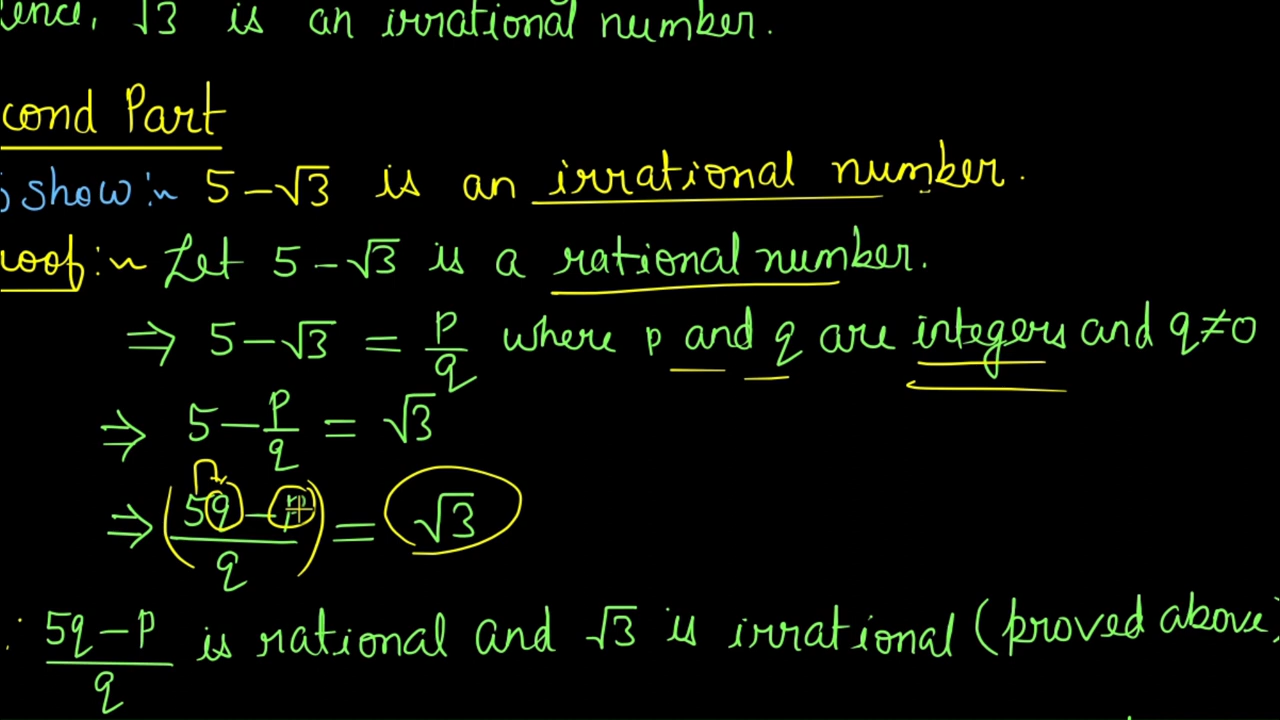 ence, √3 is an irrational number.
cond Part
show:~ 5-√3 is an irrational number.
roof:~ Let 5-√3 is a rational number.
⇒ 5-√3 = p/q where p and q are integers and q≠0
⇒ 5-p/q = √3
⇒ (5q-p)/q = √3
∵ (5q-p)/q is rational and √3 is irrational (proved above)